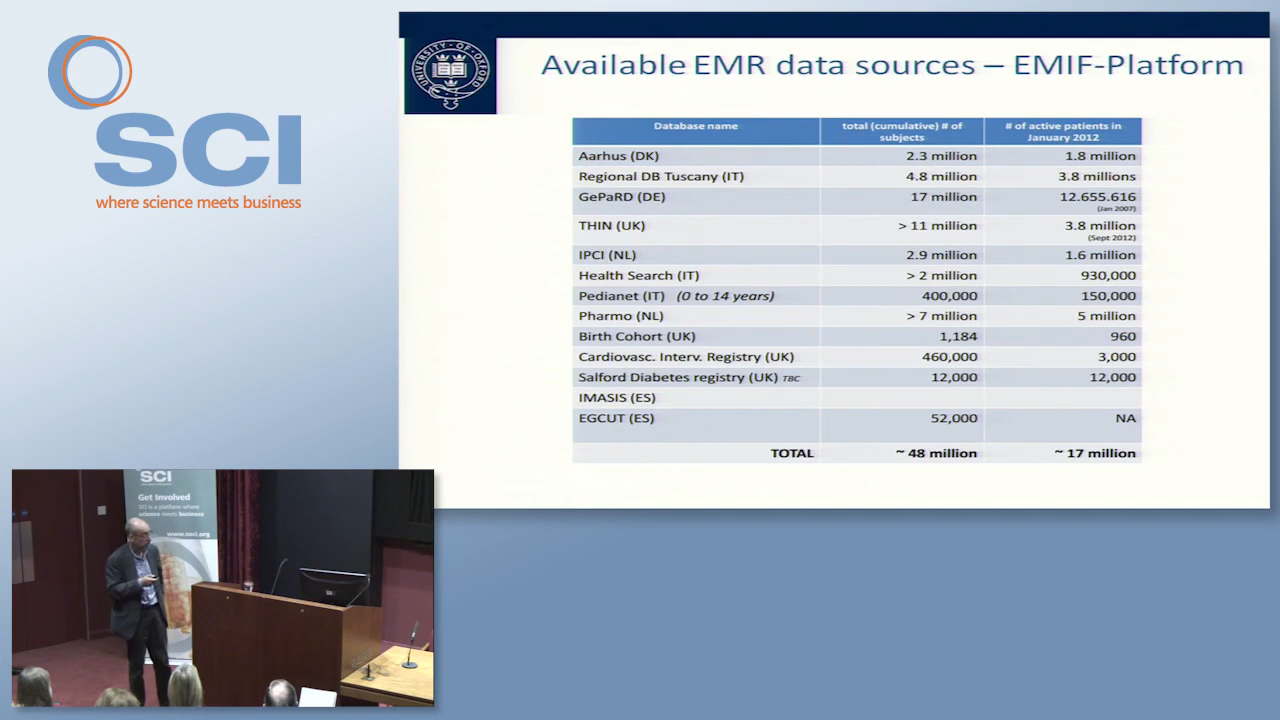 SCI
where science meets business
UNIVERSITY · OF · OXFORD
Available EMR data sources – EMIF-Platform
Database name
total (cumulative) # of
subjects
# of active patients in
January 2012
Aarhus (DK) 2.3 million 1.8 million
Regional DB Tuscany (IT) 4.8 million 3.8 millions
GePaRD (DE) 17 million 12.655.616
(Jan 2007)
THIN (UK) > 11 million 3.8 million
(Sept 2012)
IPCI (NL) 2.9 million 1.6 million
Health Search (IT) > 2 million 930,000
Pedianet (IT) (0 to 14 years) 400,000 150,000
Pharmo (NL) > 7 million 5 million
Birth Cohort (UK) 1,184 960
Cardiovasc. Interv. Registry (UK) 460,000 3,000
Salford Diabetes registry (UK) TBC 12,000 12,000
IMASIS (ES)
EGCUT (ES) 52,000 NA
TOTAL ~ 48 million ~ 17 million
SCI
Get Involved
SCI is a platform where
science meets business
www.soci.org